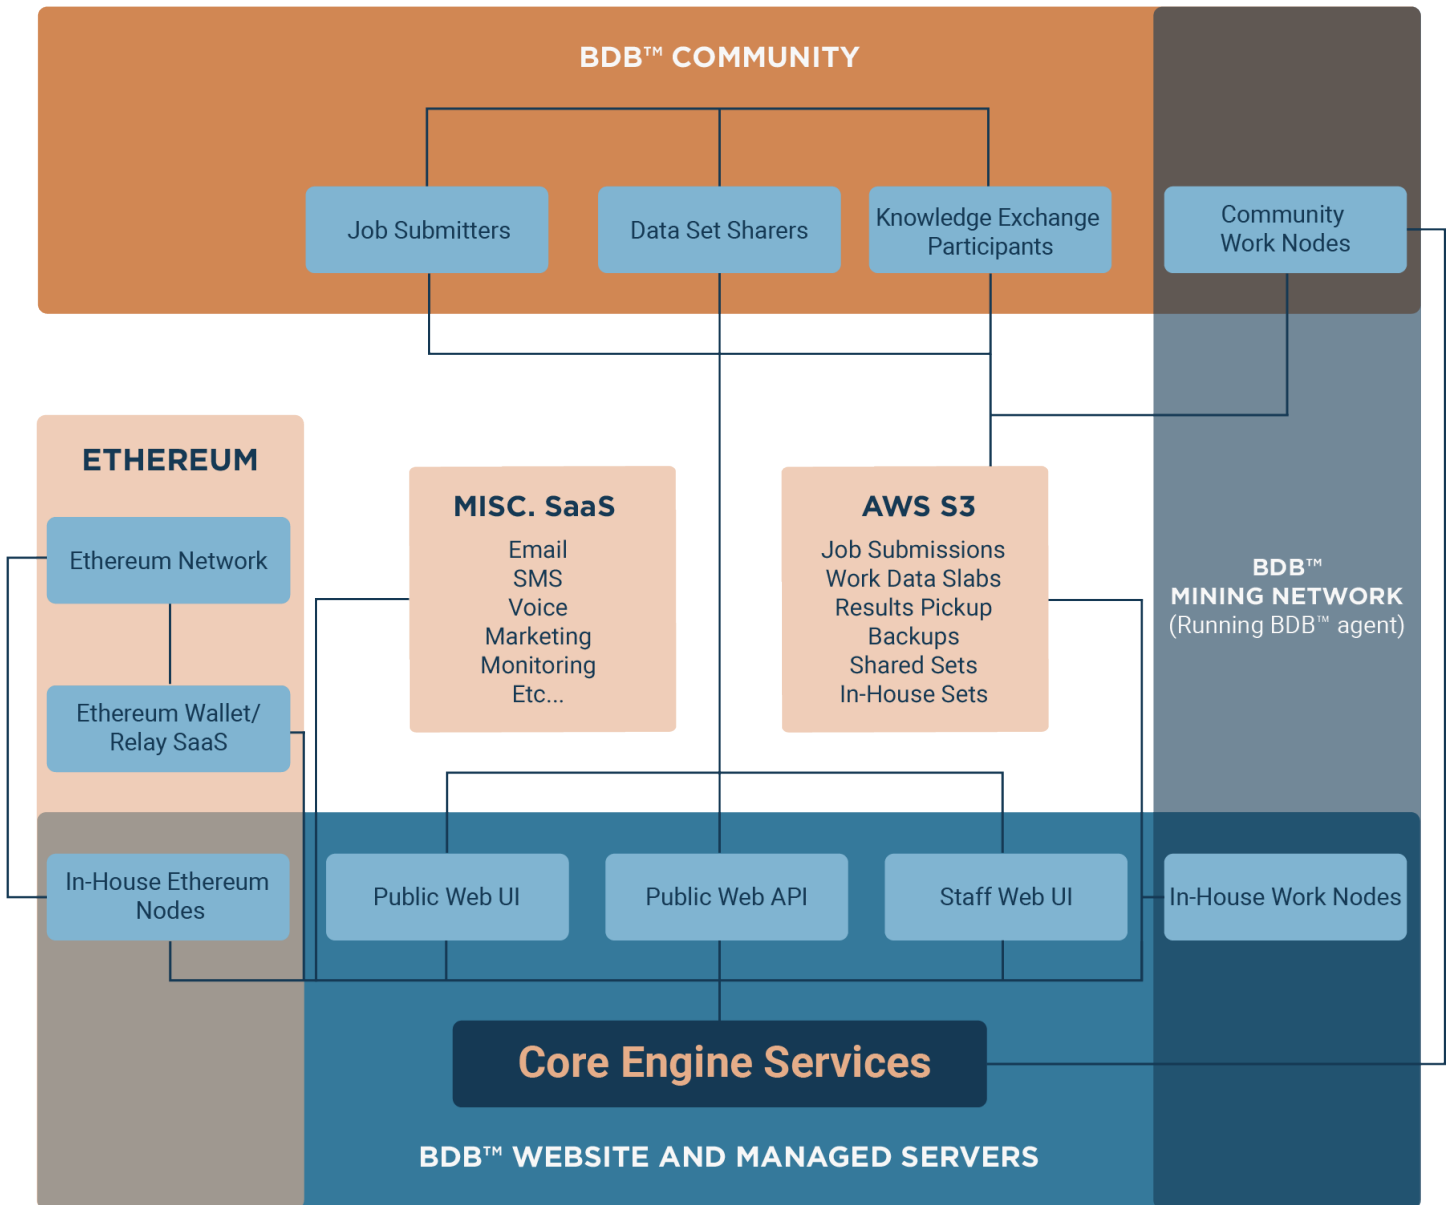 BDB™ COMMUNITY
Job Submitters
Data Set Sharers
Knowledge Exchange
Participants
Community
Work Nodes
ETHEREUM
Ethereum Network
Ethereum Wallet/
Relay SaaS
MISC. SaaS
Email
SMS
Voice
Marketing
Monitoring
Etc...
AWS S3
Job Submissions
Work Data Slabs
Results Pickup
Backups
Shared Sets
In-House Sets
BDB™
MINING NETWORK
(Running BDB™ agent)
In-House Ethereum
Nodes
Public Web UI
Public Web API
Staff Web UI
In-House Work Nodes
Core Engine Services
BDB™ WEBSITE AND MANAGED SERVERS